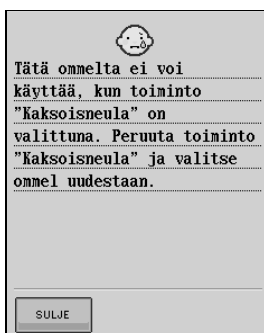 Tätä ommelta ei voi
käyttää, kun toiminto
"Kaksoisneula" on
valittuna. Peruuta toiminto
"Kaksoisneula" ja valitse
ommel uudestaan.
SULJE